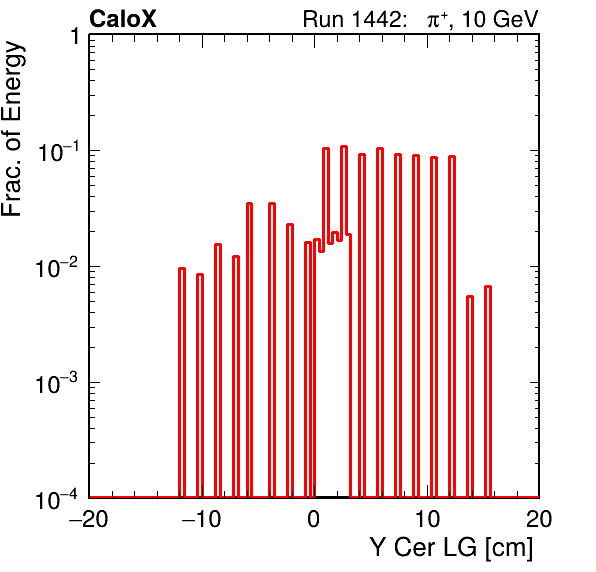 CaloX Run 1442: π⁺, 10 GeV
Frac. of Energy
1
10⁻¹
10⁻²
10⁻³
10⁻⁴
−20 −10 0 10 20
Y Cer LG [cm]